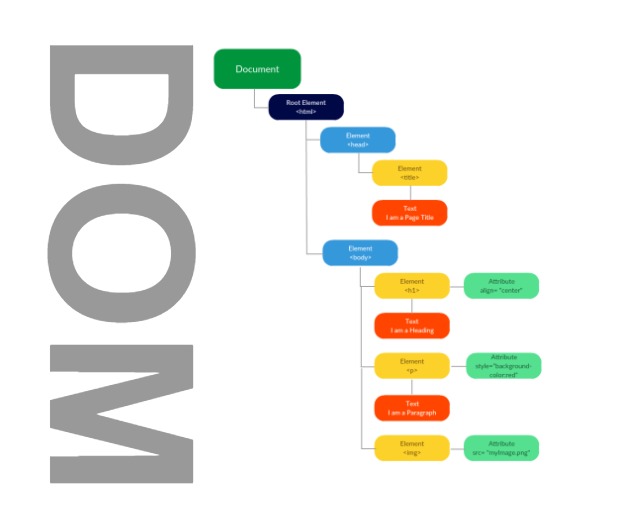 DOM
Document
Root Element
<html>
Element
<head>
Element
<title>
Text
I am a Page Title
Element
<body>
Element
<h1>
Attribute
align= "center"
Text
I am a Heading
Element
<p>
Attribute
style="background-
color:red"
Text
I am a Paragraph
Element
<img>
Attribute
src= "myImage.png"